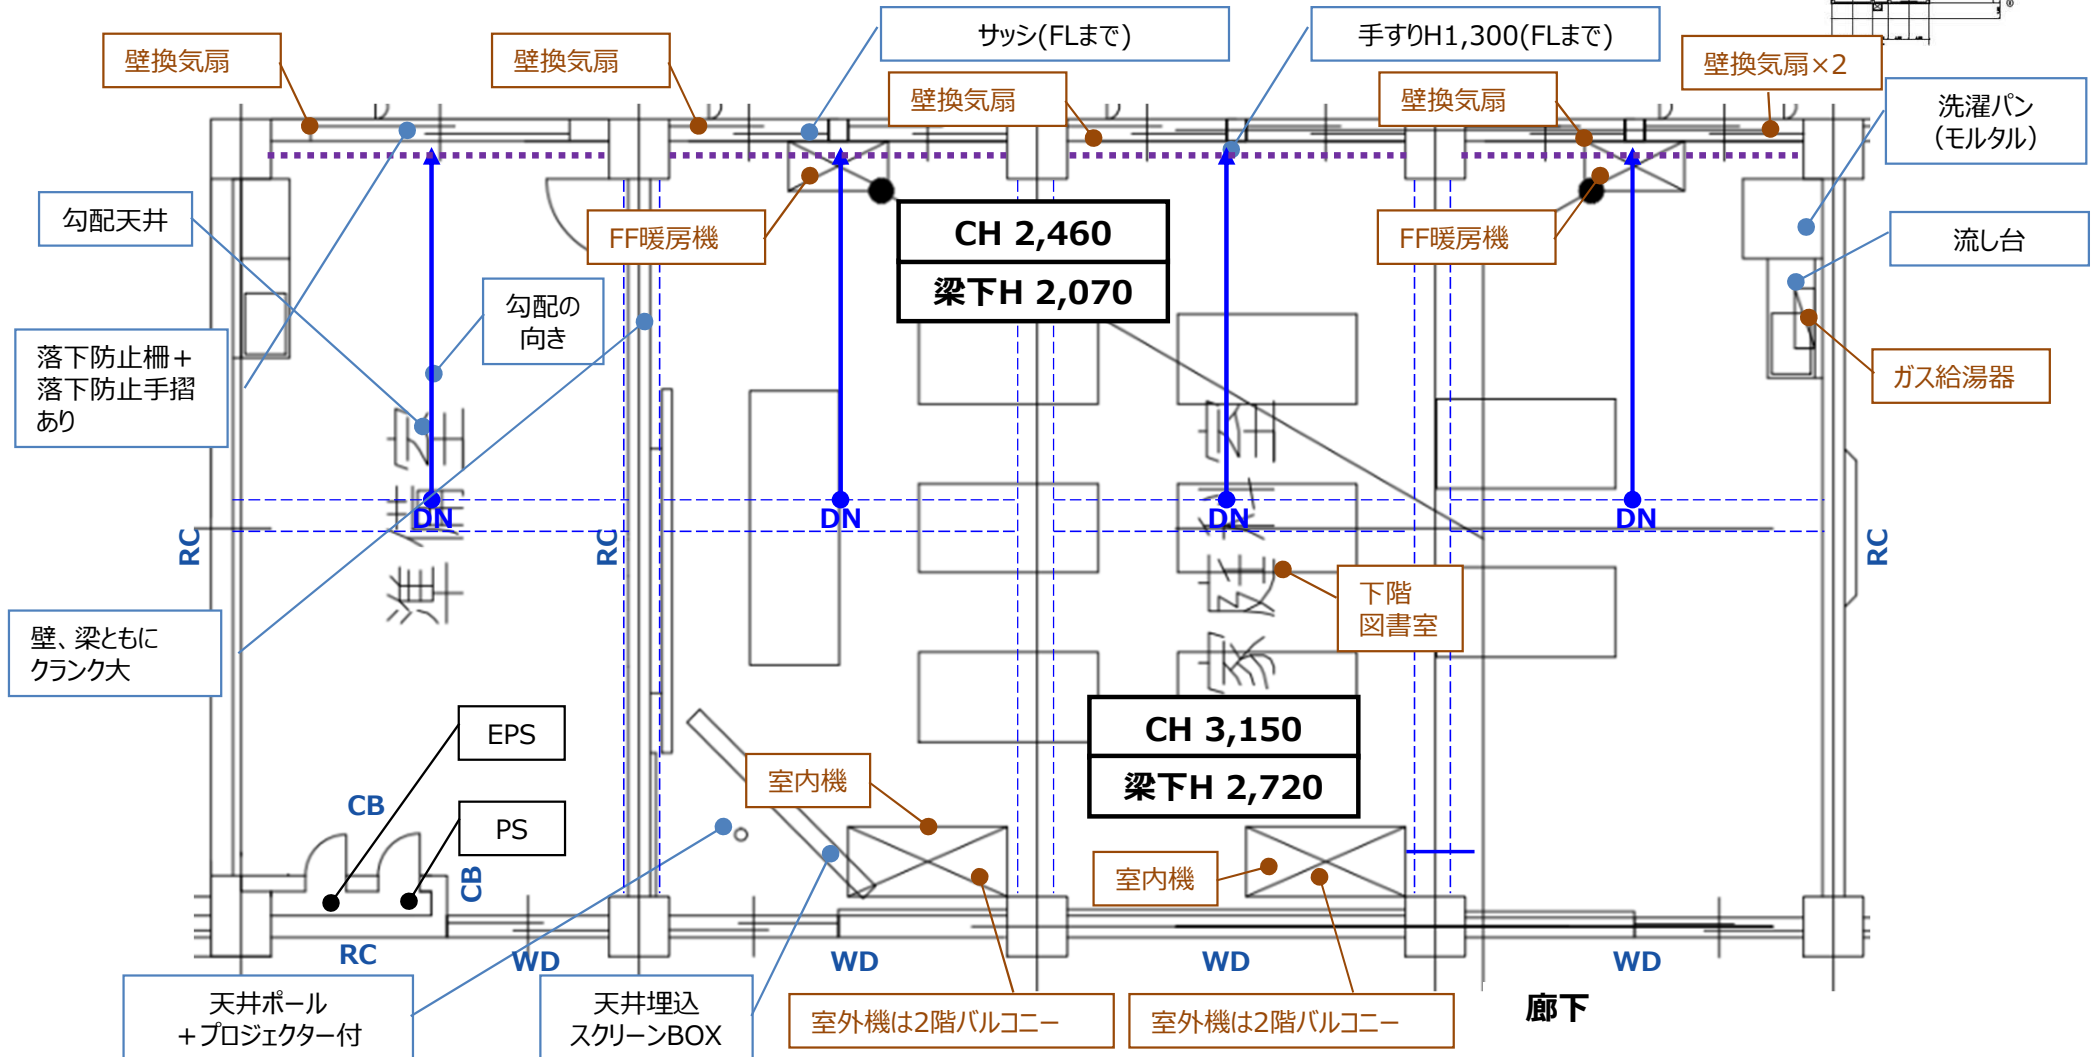 サッシ(FLまで)
手すりH1,300(FLまで)
壁換気扇
壁換気扇
壁換気扇
壁換気扇
壁換気扇×2
洗濯パン
(モルタル)
勾配天井
FF暖房機
CH 2,460
梁下H 2,070
FF暖房機
流し台
勾配の
向き
落下防止柵+
落下防止手摺
あり
ガス給湯器
準備室
DN
DN
DN
DN
RC
RC
RC
家政教室
下階
図書室
壁、梁ともに
クランク大
EPS
CB
PS
CB
室内機
CH 3,150
梁下H 2,720
室内機
RC
WD
WD
WD
WD
天井ポール
+プロジェクター付
天井埋込
スクリーンBOX
室外機は2階バルコニー
室外機は2階バルコニー
廊下